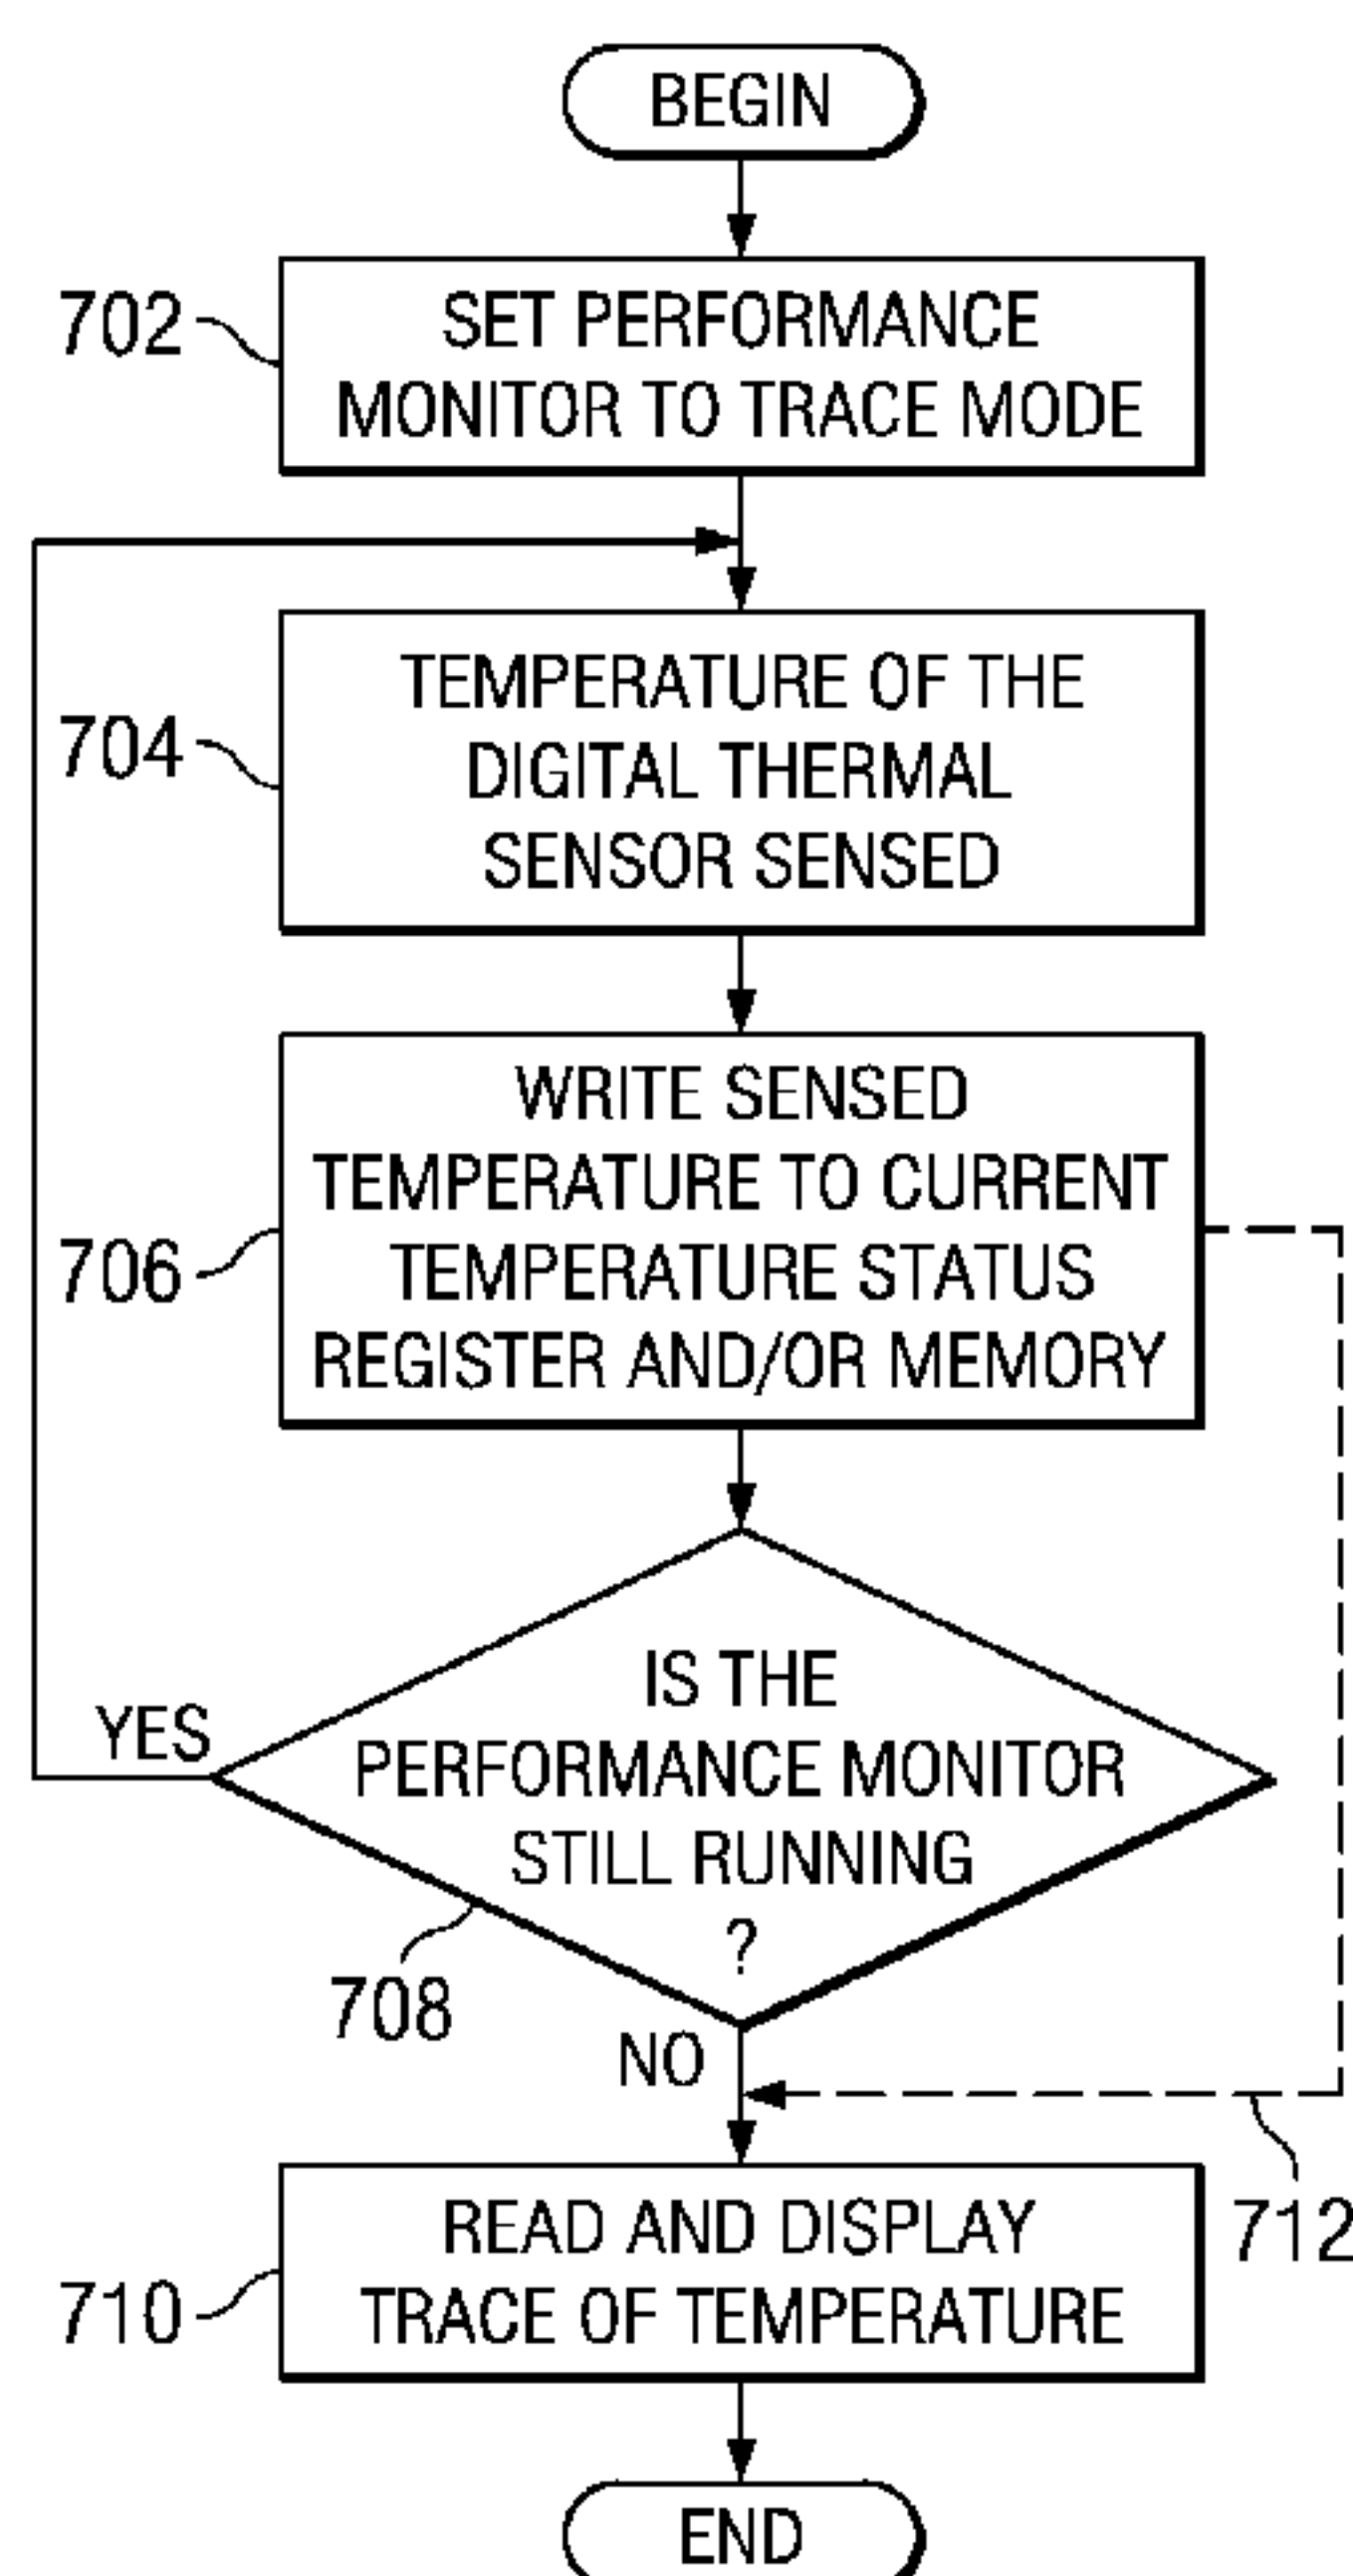 BEGIN
702
SET PERFORMANCE
MONITOR TO TRACE MODE
704
TEMPERATURE OF THE
DIGITAL THERMAL
SENSOR SENSED
706
WRITE SENSED
TEMPERATURE TO CURRENT
TEMPERATURE STATUS
REGISTER AND/OR MEMORY
YES
IS THE
PERFORMANCE MONITOR
STILL RUNNING
?
708
NO
712
710
READ AND DISPLAY
TRACE OF TEMPERATURE
END